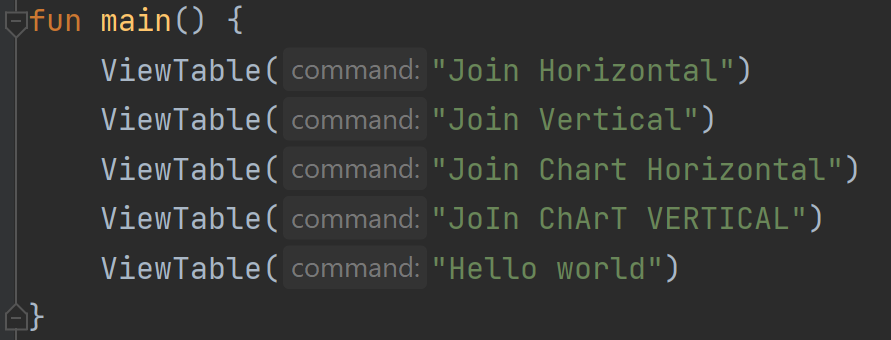 fun main() {
ViewTable( command: "Join Horizontal")
ViewTable( command: "Join Vertical")
ViewTable( command: "Join Chart Horizontal")
ViewTable( command: "JoIn ChArT VERTICAL")
ViewTable( command: "Hello world")
}